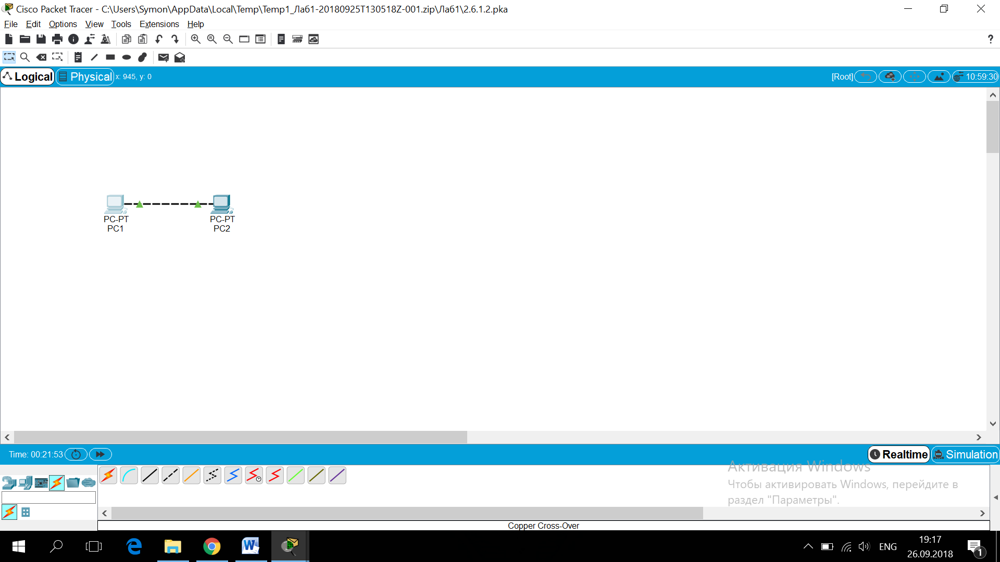 Cisco Packet Tracer - C:\Users\Symon\AppData\Local\Temp\Temp1_Лаб1-20180925T130518Z-001.zip\Лаб1\2.6.1.2.pka
File Edit Options View Tools Extensions Help
?
Logical Physical x: 945, y: 0 [Root] 10:59:30
PC-PT PC-PT
PC1 PC2
Time: 00:21:53 Realtime Simulation
Активация Windows
Чтобы активировать Windows, перейдите в
раздел "Параметры".
Copper Cross-Over
ENG 19:17
26.09.2018 1